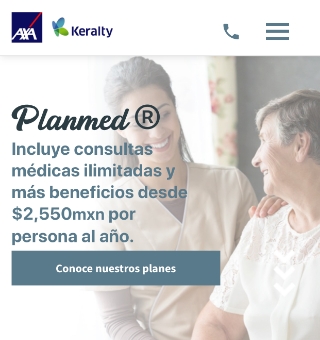 AXA Keralty
Planmed®
Incluye consultas
médicas ilimitadas y
más beneficios desde
$2,550mxn por
persona al año.
Conoce nuestros planes